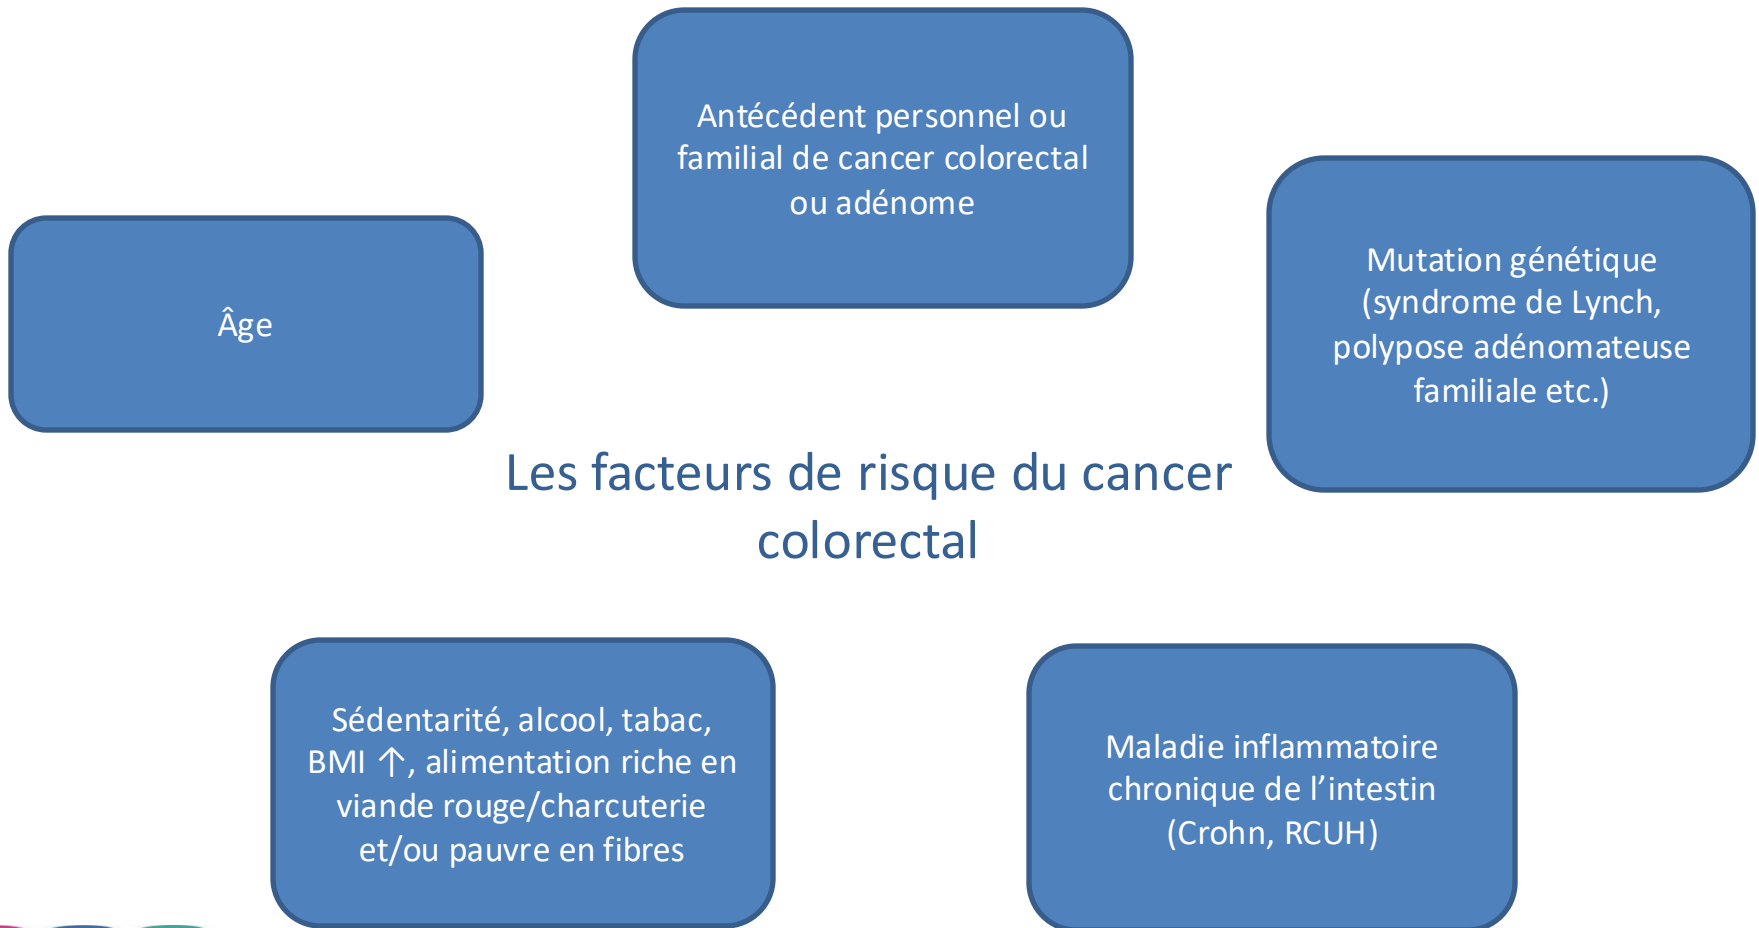 Antécédent personnel ou
familial de cancer colorectal
ou adénome
Âge
Mutation génétique
(syndrome de Lynch,
polypose adénomateuse
familiale etc.)
Les facteurs de risque du cancer
colorectal
Sédentarité, alcool, tabac,
BMI ↑, alimentation riche en
viande rouge/charcuterie
et/ou pauvre en fibres
Maladie inflammatoire
chronique de l’intestin
(Crohn, RCUH)